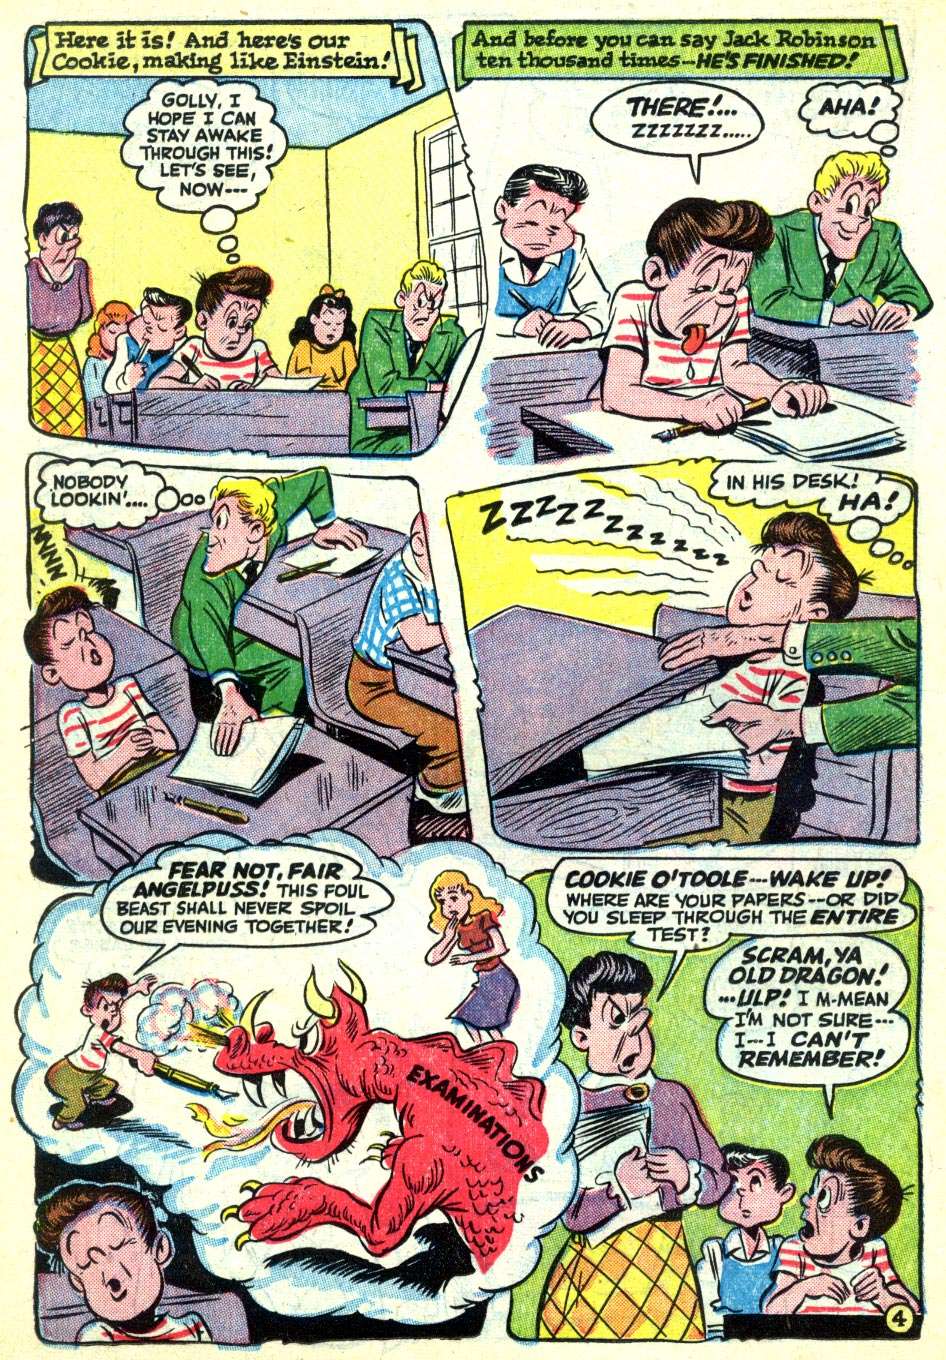 Here it is! And here's our
Cookie, making like Einstein!
GOLLY, I
HOPE I CAN
STAY AWAKE
THROUGH THIS!
LET'S SEE,
NOW---
And before you can say Jack Robinson
ten thousand times--HE'S FINISHED!
THERE!...
ZZZZZZZ.....
AHA!
NOBODY
LOOKIN'....
ZZZZZ
IN HIS DESK!
HA!
ZZZZZZZZZZZZ
FEAR NOT, FAIR
ANGELPUSS! THIS FOUL
BEAST SHALL NEVER SPOIL
OUR EVENING TOGETHER!
EXAMINATIONS
COOKIE O'TOOLE---WAKE UP!
WHERE ARE YOUR PAPERS--OR DID
YOU SLEEP THROUGH THE ENTIRE
TEST?
SCRAM, YA
OLD DRAGON!
...ULP! I M-MEAN
I'M NOT SURE---
I--I CAN'T
REMEMBER!
4